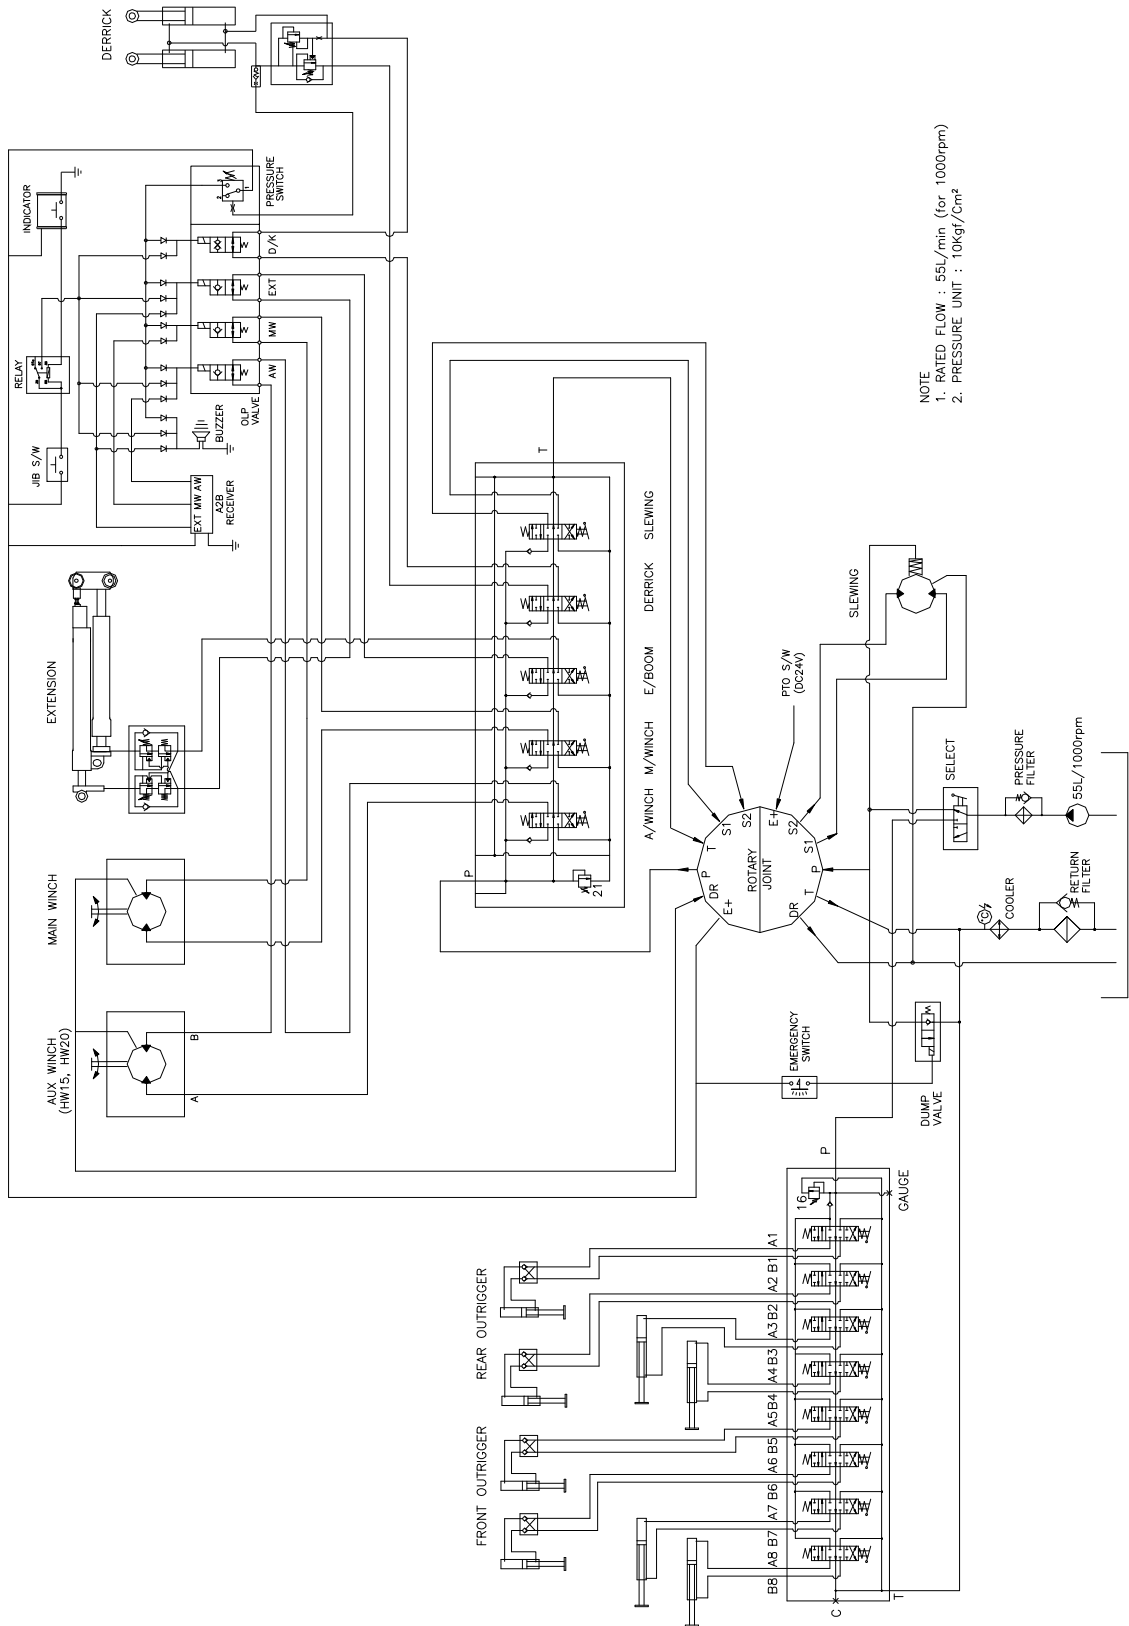 DERRICK
INDICATOR
PRESSURE
SWITCH
2
3
1
D/K
EXT
MW
AW
RELAY
OLP
VALVE
BUZZER
JIB S/W
EXT MW AW
A2B
RECEIVER
EXTENSION
MAIN WINCH
AUX WINCH
(HW15, HW20)
A
B
T
P
21
A/WINCH
M/WINCH
E/BOOM
DERRICK
SLEWING
NOTE
1. RATED FLOW : 55L/min (for 1000rpm)
2. PRESSURE UNIT : 10Kgf/Cm²
SLEWING
PTO S/W
(DC24V)
E+
DR
P
T
S1
S2
ROTARY
JOINT
DR
T
P
S1
S2
E+
SELECT
PRESSURE
FILTER
55L/1000rpm
°C
COOLER
RETURN
FILTER
EMERGENCY
SWITCH
DUMP
VALVE
P
16
GAUGE
FRONT OUTRIGGER
REAR OUTRIGGER
B8 A8 B7 A7 B6 A6 B5 A5 B4 A4 B3 A3 B2 A2 B1 A1
C
T